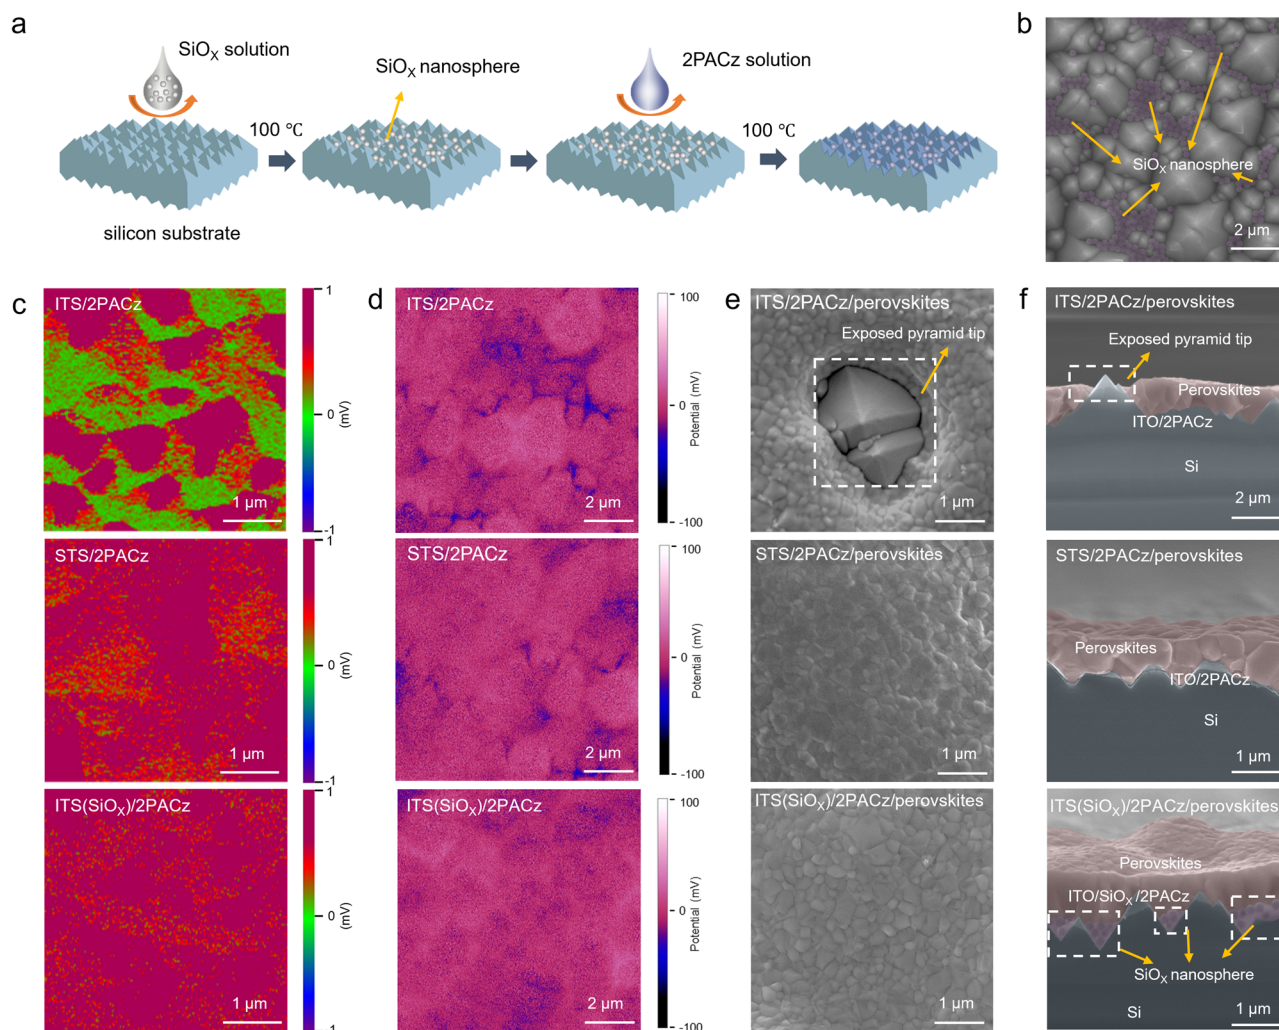 a
SiOX solution
SiOX nanosphere
2PACz solution
100 ℃
100 ℃
silicon substrate
b
SiOX nanosphere
2 μm
c
ITS/2PACz
1 μm
1
0
(mV)
-1
STS/2PACz
1 μm
1
0
(mV)
-1
ITS(SiOX)/2PACz
1 μm
1
0
(mV)
-1
d
ITS/2PACz
2 μm
100
0
-100
Potential (mV)
STS/2PACz
2 μm
100
0
-100
Potential (mV)
ITS(SiOX)/2PACz
2 μm
100
0
-100
Potential (mV)
e
ITS/2PACz/perovskites
Exposed pyramid tip
1 μm
STS/2PACz/perovskites
1 μm
ITS(SiOX)/2PACz/perovskites
1 μm
f
ITS/2PACz/perovskites
Exposed pyramid tip
Perovskites
ITO/2PACz
Si
2 μm
STS/2PACz/perovskites
Perovskites
ITO/2PACz
Si
1 μm
ITS(SiOX)/2PACz/perovskites
Perovskites
ITO/SiOX/2PACz
SiOX nanosphere
Si
1 μm